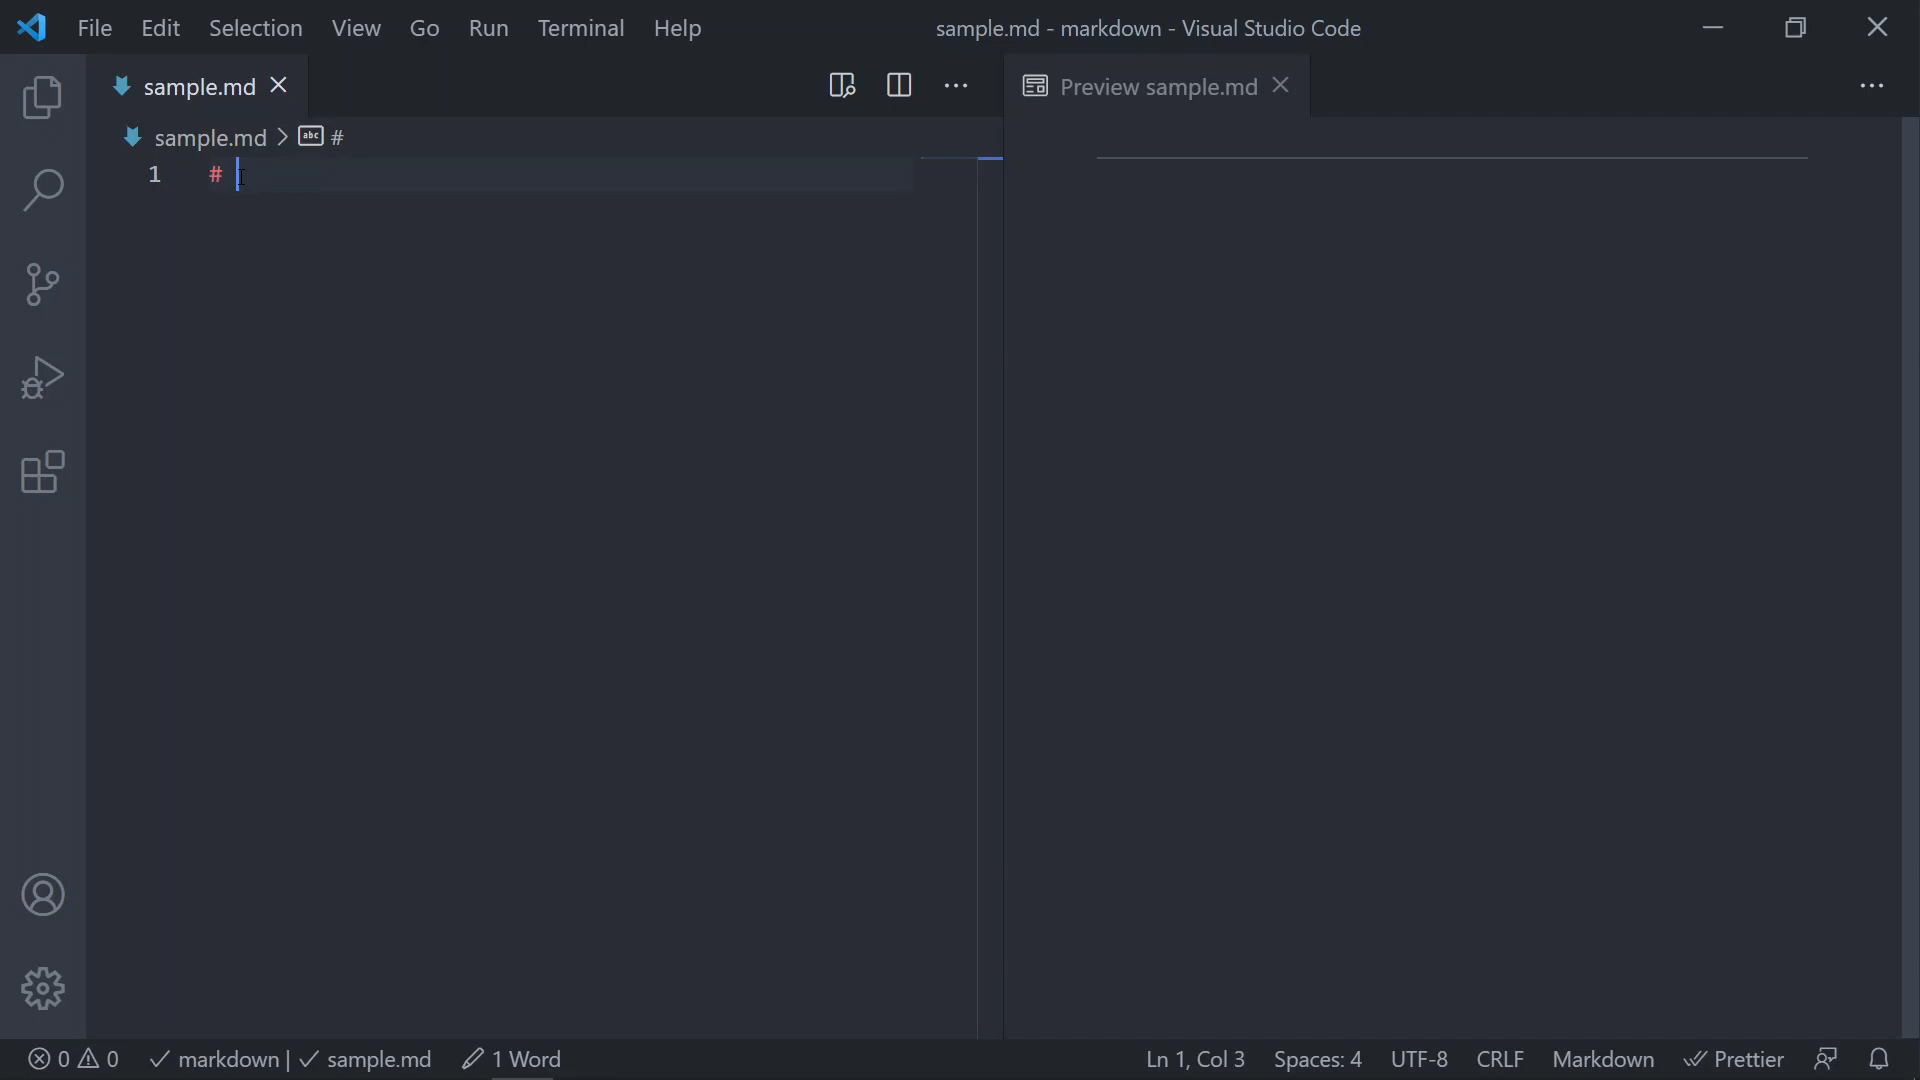 File Edit Selection View Go Run Terminal Help
sample.md - markdown - Visual Studio Code
sample.md
Preview sample.md
sample.md > abc #
1 #
0 0 markdown | sample.md 1 Word
Ln 1, Col 3 Spaces: 4 UTF-8 CRLF Markdown Prettier